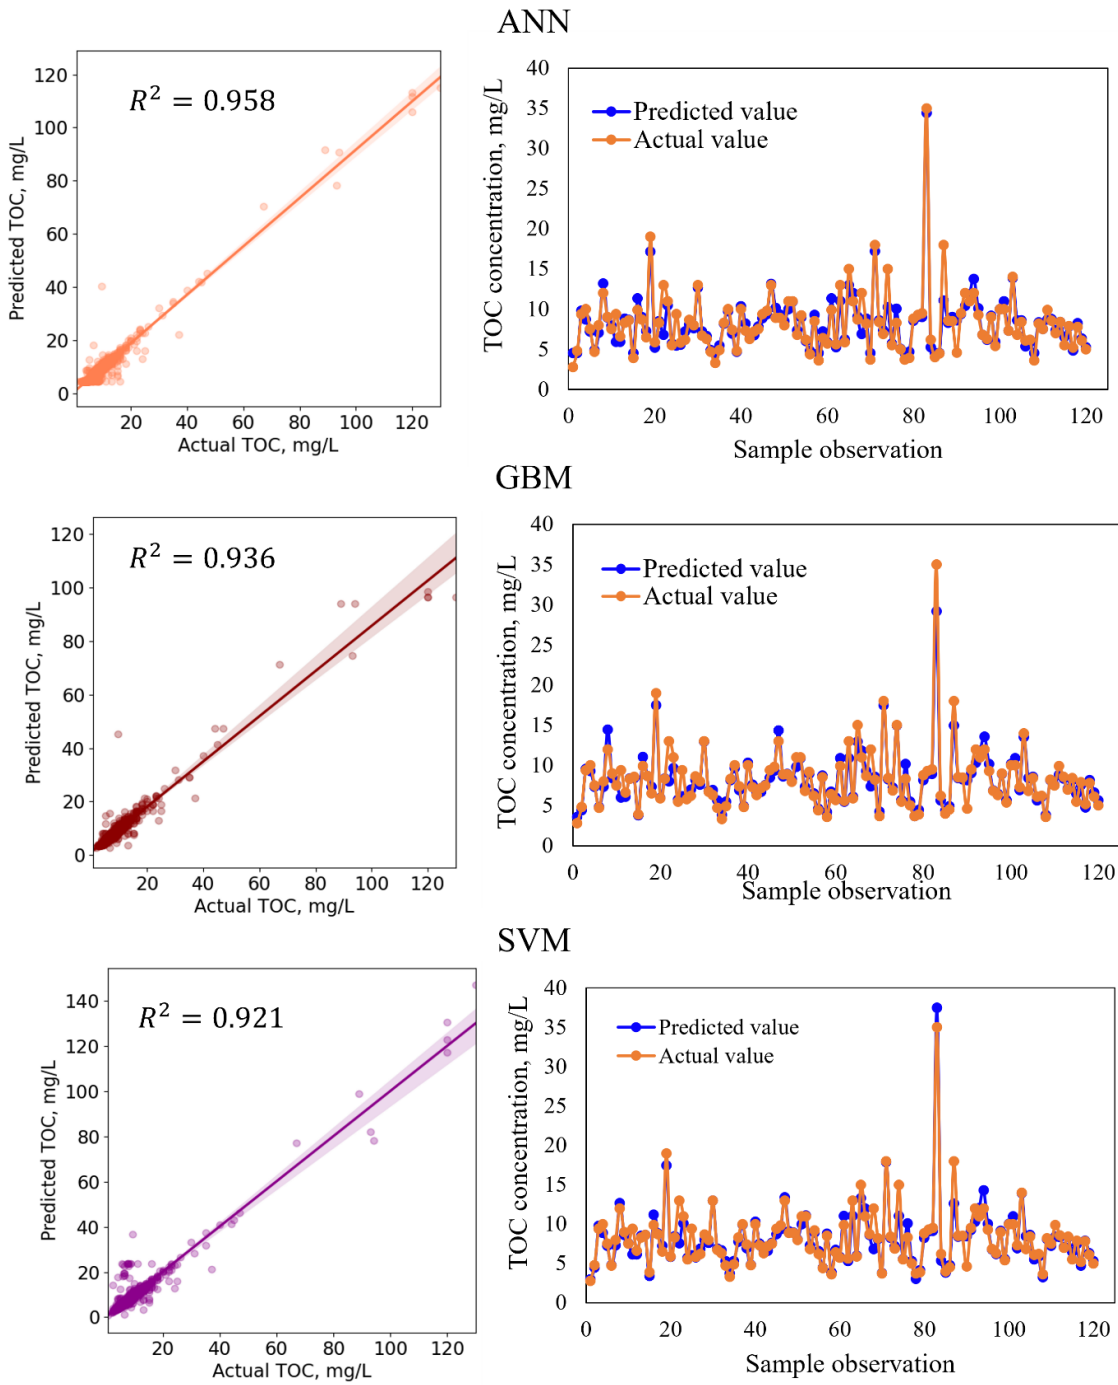 ANN
R² = 0.958
Predicted TOC, mg/L
120
100
80
60
40
20
0
20 40 60 80 100 120
Actual TOC, mg/L
TOC concentration, mg/L
40
35
30
25
20
15
10
5
0
Predicted value
Actual value
0 20 40 60 80 100 120
Sample observation
GBM
R² = 0.936
Predicted TOC, mg/L
120
100
80
60
40
20
0
20 40 60 80 100 120
Actual TOC, mg/L
TOC concentration, mg/L
40
35
30
25
20
15
10
5
0
Predicted value
Actual value
0 20 40 60 80 100 120
Sample observation
SVM
R² = 0.921
Predicted TOC, mg/L
140
120
100
80
60
40
20
0
20 40 60 80 100 120
Actual TOC, mg/L
TOC concentration, mg/L
40
35
30
25
20
15
10
5
0
Predicted value
Actual value
0 20 40 60 80 100 120
Sample observation